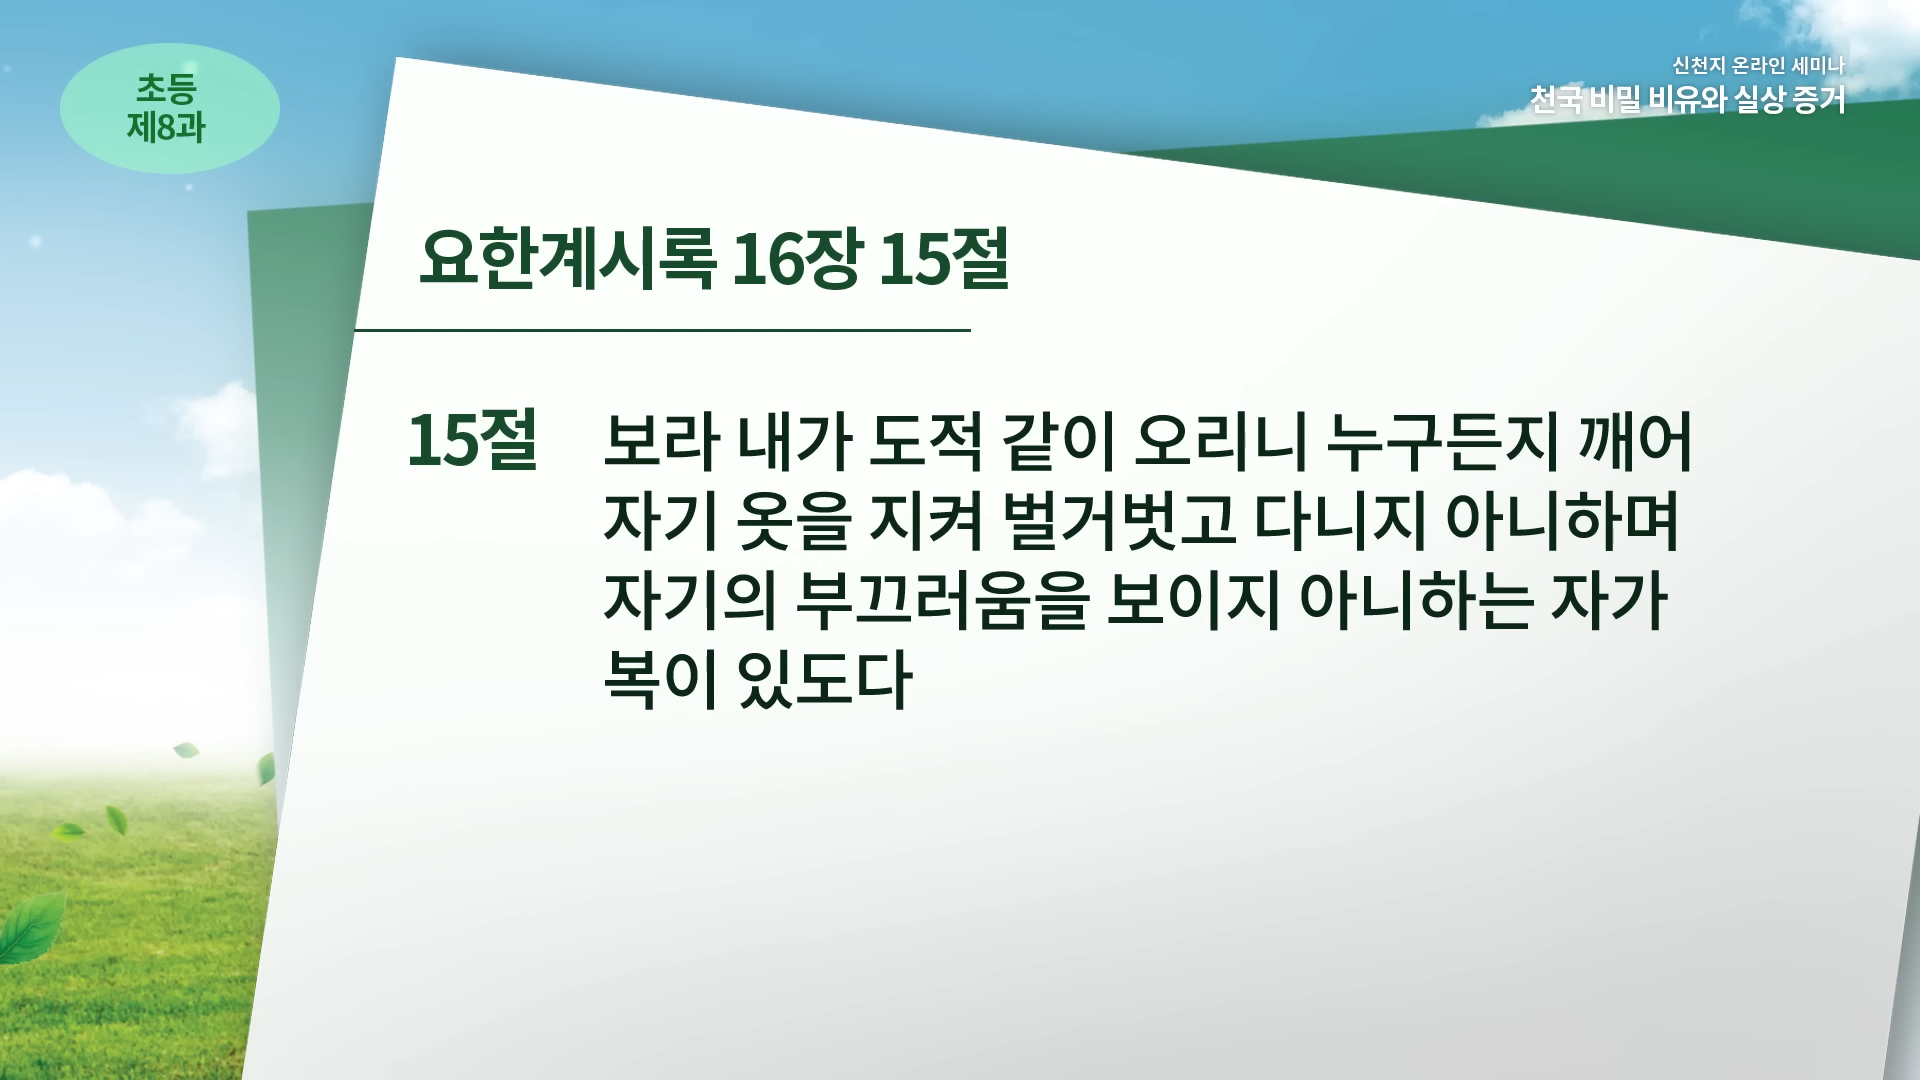 초등
제8과
신천지 온라인 세미나
천국 비밀 비유와 실상 증거
요한계시록 16장 15절
15절 보라 내가 도적 같이 오리니 누구든지 깨어
자기 옷을 지켜 벌거벗고 다니지 아니하며
자기의 부끄러움을 보이지 아니하는 자가
복이 있도다